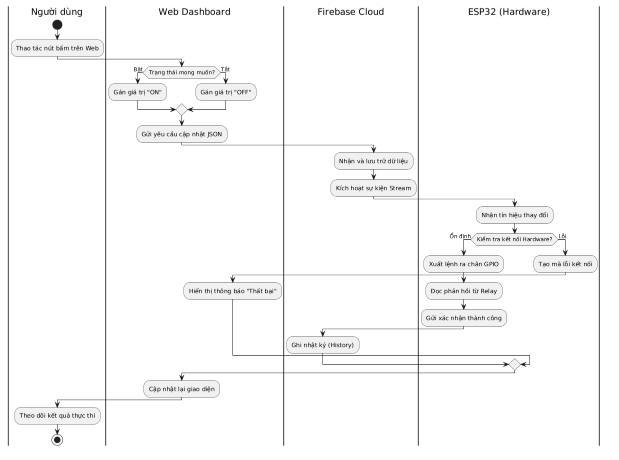 Người dùng
Web Dashboard
Firebase Cloud
ESP32 (Hardware)
Thao tác nút bấm trên Web
Trạng thái mong muốn?
Bật
Tắt
Gán giá trị "ON"
Gán giá trị "OFF"
Gửi yêu cầu cập nhật JSON
Nhận và lưu trữ dữ liệu
Kích hoạt sự kiện Stream
Nhận tín hiệu thay đổi
Kiểm tra kết nối Hardware?
Ổn định
Lỗi
Xuất lệnh ra chân GPIO
Tạo mã lỗi kết nối
Hiển thị thông báo "Thất bại"
Đọc phản hồi từ Relay
Gửi xác nhận thành công
Ghi nhật ký (History)
Cập nhật lại giao diện
Theo dõi kết quả thực thi